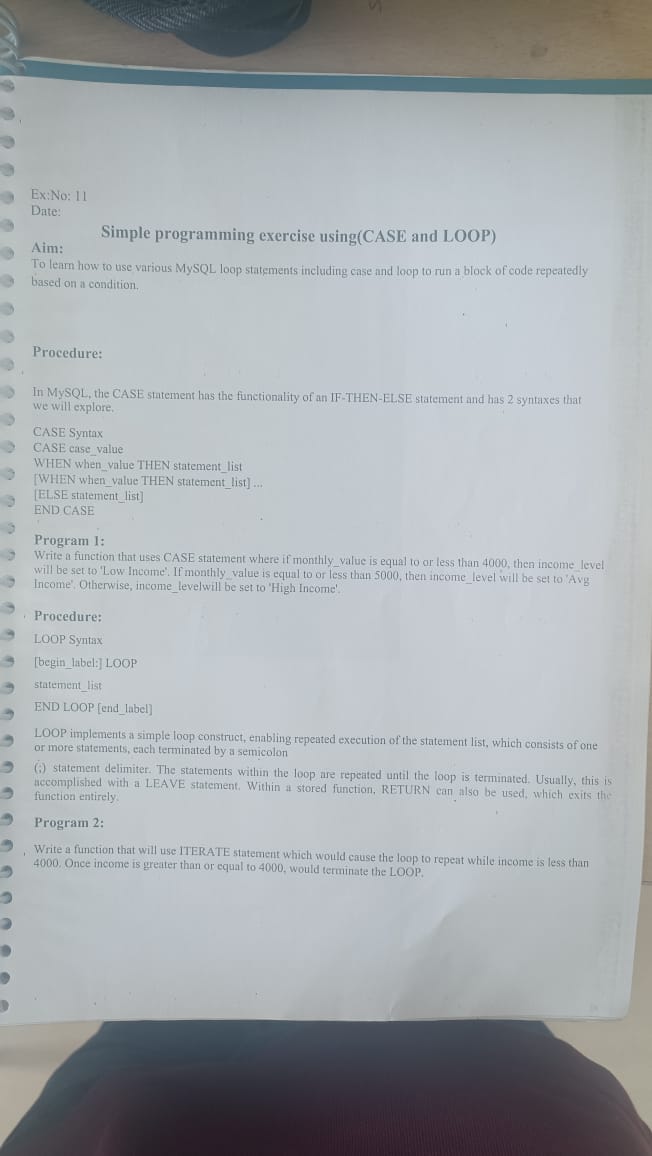 Ex:No: 11
Date:
Simple programming exercise using(CASE and LOOP)
Aim:
To learn how to use various MySQL loop statements including case and loop to run a block of code repeatedly
based on a condition.
Procedure:
In MySQL, the CASE statement has the functionality of an IF-THEN-ELSE statement and has 2 syntaxes that
we will explore.
CASE Syntax
CASE case_value
WHEN when_value THEN statement_list
[WHEN when_value THEN statement_list] ...
[ELSE statement_list]
END CASE
Program 1:
Write a function that uses CASE statement where if monthly_value is equal to or less than 4000, then income_level
will be set to 'Low Income'. If monthly_value is equal to or less than 5000, then income_level will be set to 'Avg
Income'. Otherwise, income_levelwill be set to 'High Income'.
Procedure:
LOOP Syntax
[begin_label:] LOOP
statement_list
END LOOP [end_label]
LOOP implements a simple loop construct, enabling repeated execution of the statement list, which consists of one
or more statements, each terminated by a semicolon
(;) statement delimiter. The statements within the loop are repeated until the loop is terminated. Usually, this is
accomplished with a LEAVE statement. Within a stored function, RETURN can also be used, which exits the
function entirely.
Program 2:
Write a function that will use ITERATE statement which would cause the loop to repeat while income is less than
4000. Once income is greater than or equal to 4000, would terminate the LOOP.